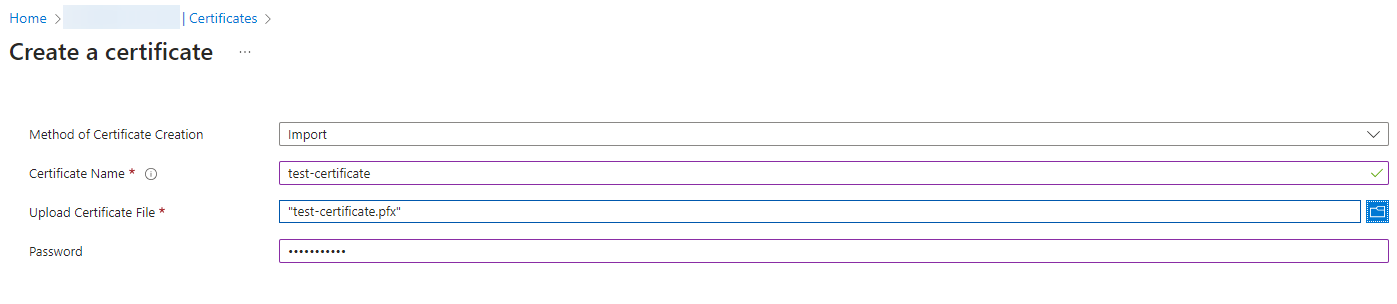 Home > | Certificates >
Create a certificate ...
Method of Certificate Creation Import
Certificate Name * test-certificate
Upload Certificate File * "test-certificate.pfx"
Password •••••••••••